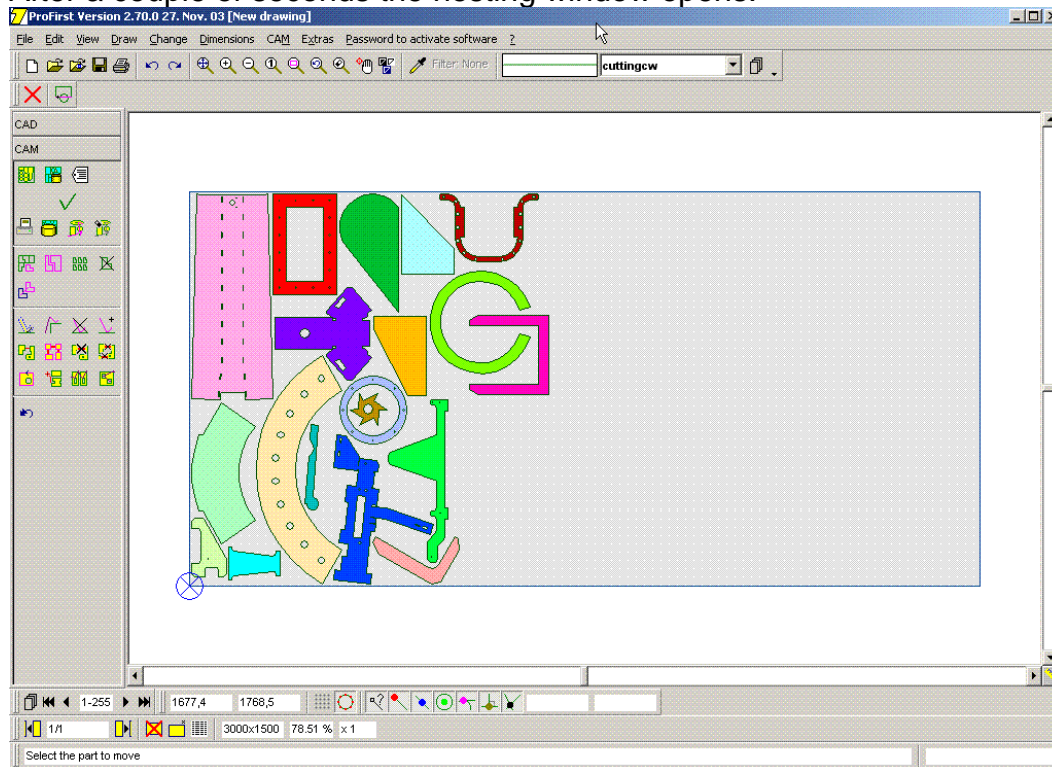 After a couple of seconds the nesting window opens.
ProFirst Version 2.70.0 27. Nov. 03 [New drawing]
File Edit View Draw Change Dimensions CAM Extras Password to activate software ?
Filter: None cuttingcw
CAD
CAM
1-255 1677,4 1768,5
1/1 3000x1500 78.51 % x 1
Select the part to move